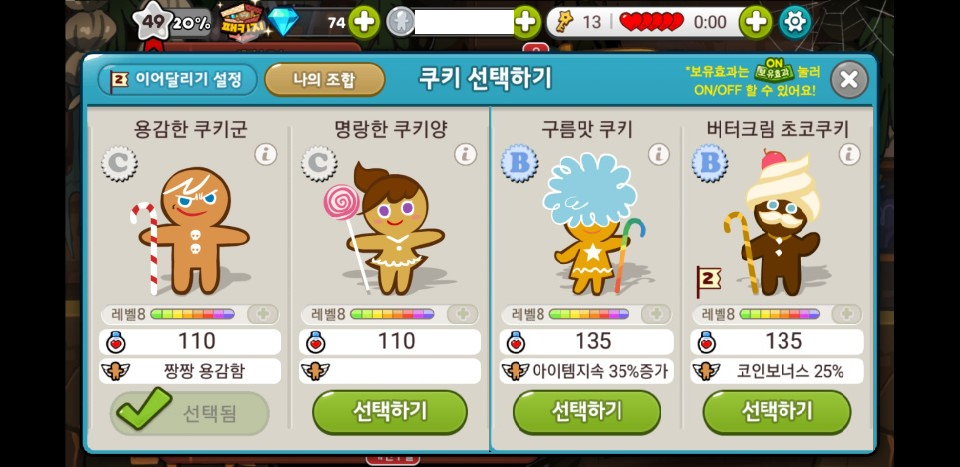 49 20% 패키지 74 13 0:00
2 이어달리기 설정 나의 조합 쿠키 선택하기
*보유효과는 ON 보유효과 눌러
ON/OFF 할 수 있어요!
용감한 쿠키군 명랑한 쿠키양 구름맛 쿠키 버터크림 초코쿠키
C i C i B i B i
2
레벨8 레벨8 레벨8 레벨8
110 110 135 135
짱짱 용감함 아이템지속 35%증가 코인보너스 25%
선택됨 선택하기 선택하기 선택하기